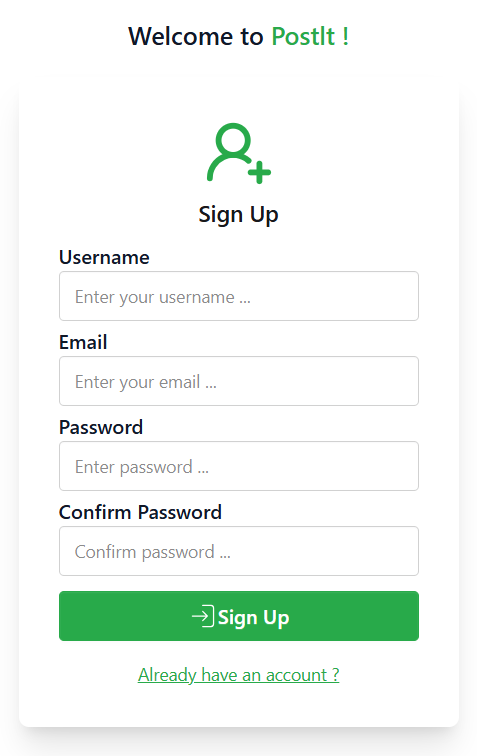 Welcome to PostIt !
Sign Up
Username
Enter your username ...
Email
Enter your email ...
Password
Enter password ...
Confirm Password
Confirm password ...
Sign Up
Already have an account ?